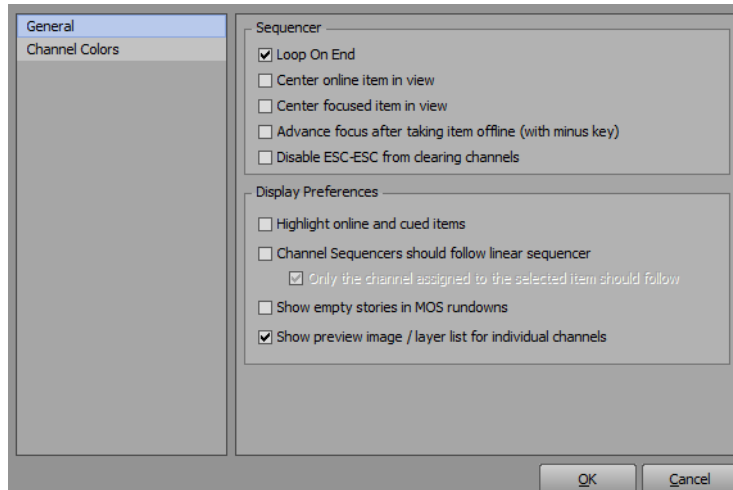 General
Channel Colors
Sequencer
Loop On End
Center online item in view
Center focused item in view
Advance focus after taking item offline (with minus key)
Disable ESC-ESC from clearing channels
Display Preferences
Highlight online and cued items
Channel Sequencers should follow linear sequencer
Only the channel assigned to the selected item should follow
Show empty stories in MOS rundowns
Show preview image / layer list for individual channels
OK
Cancel